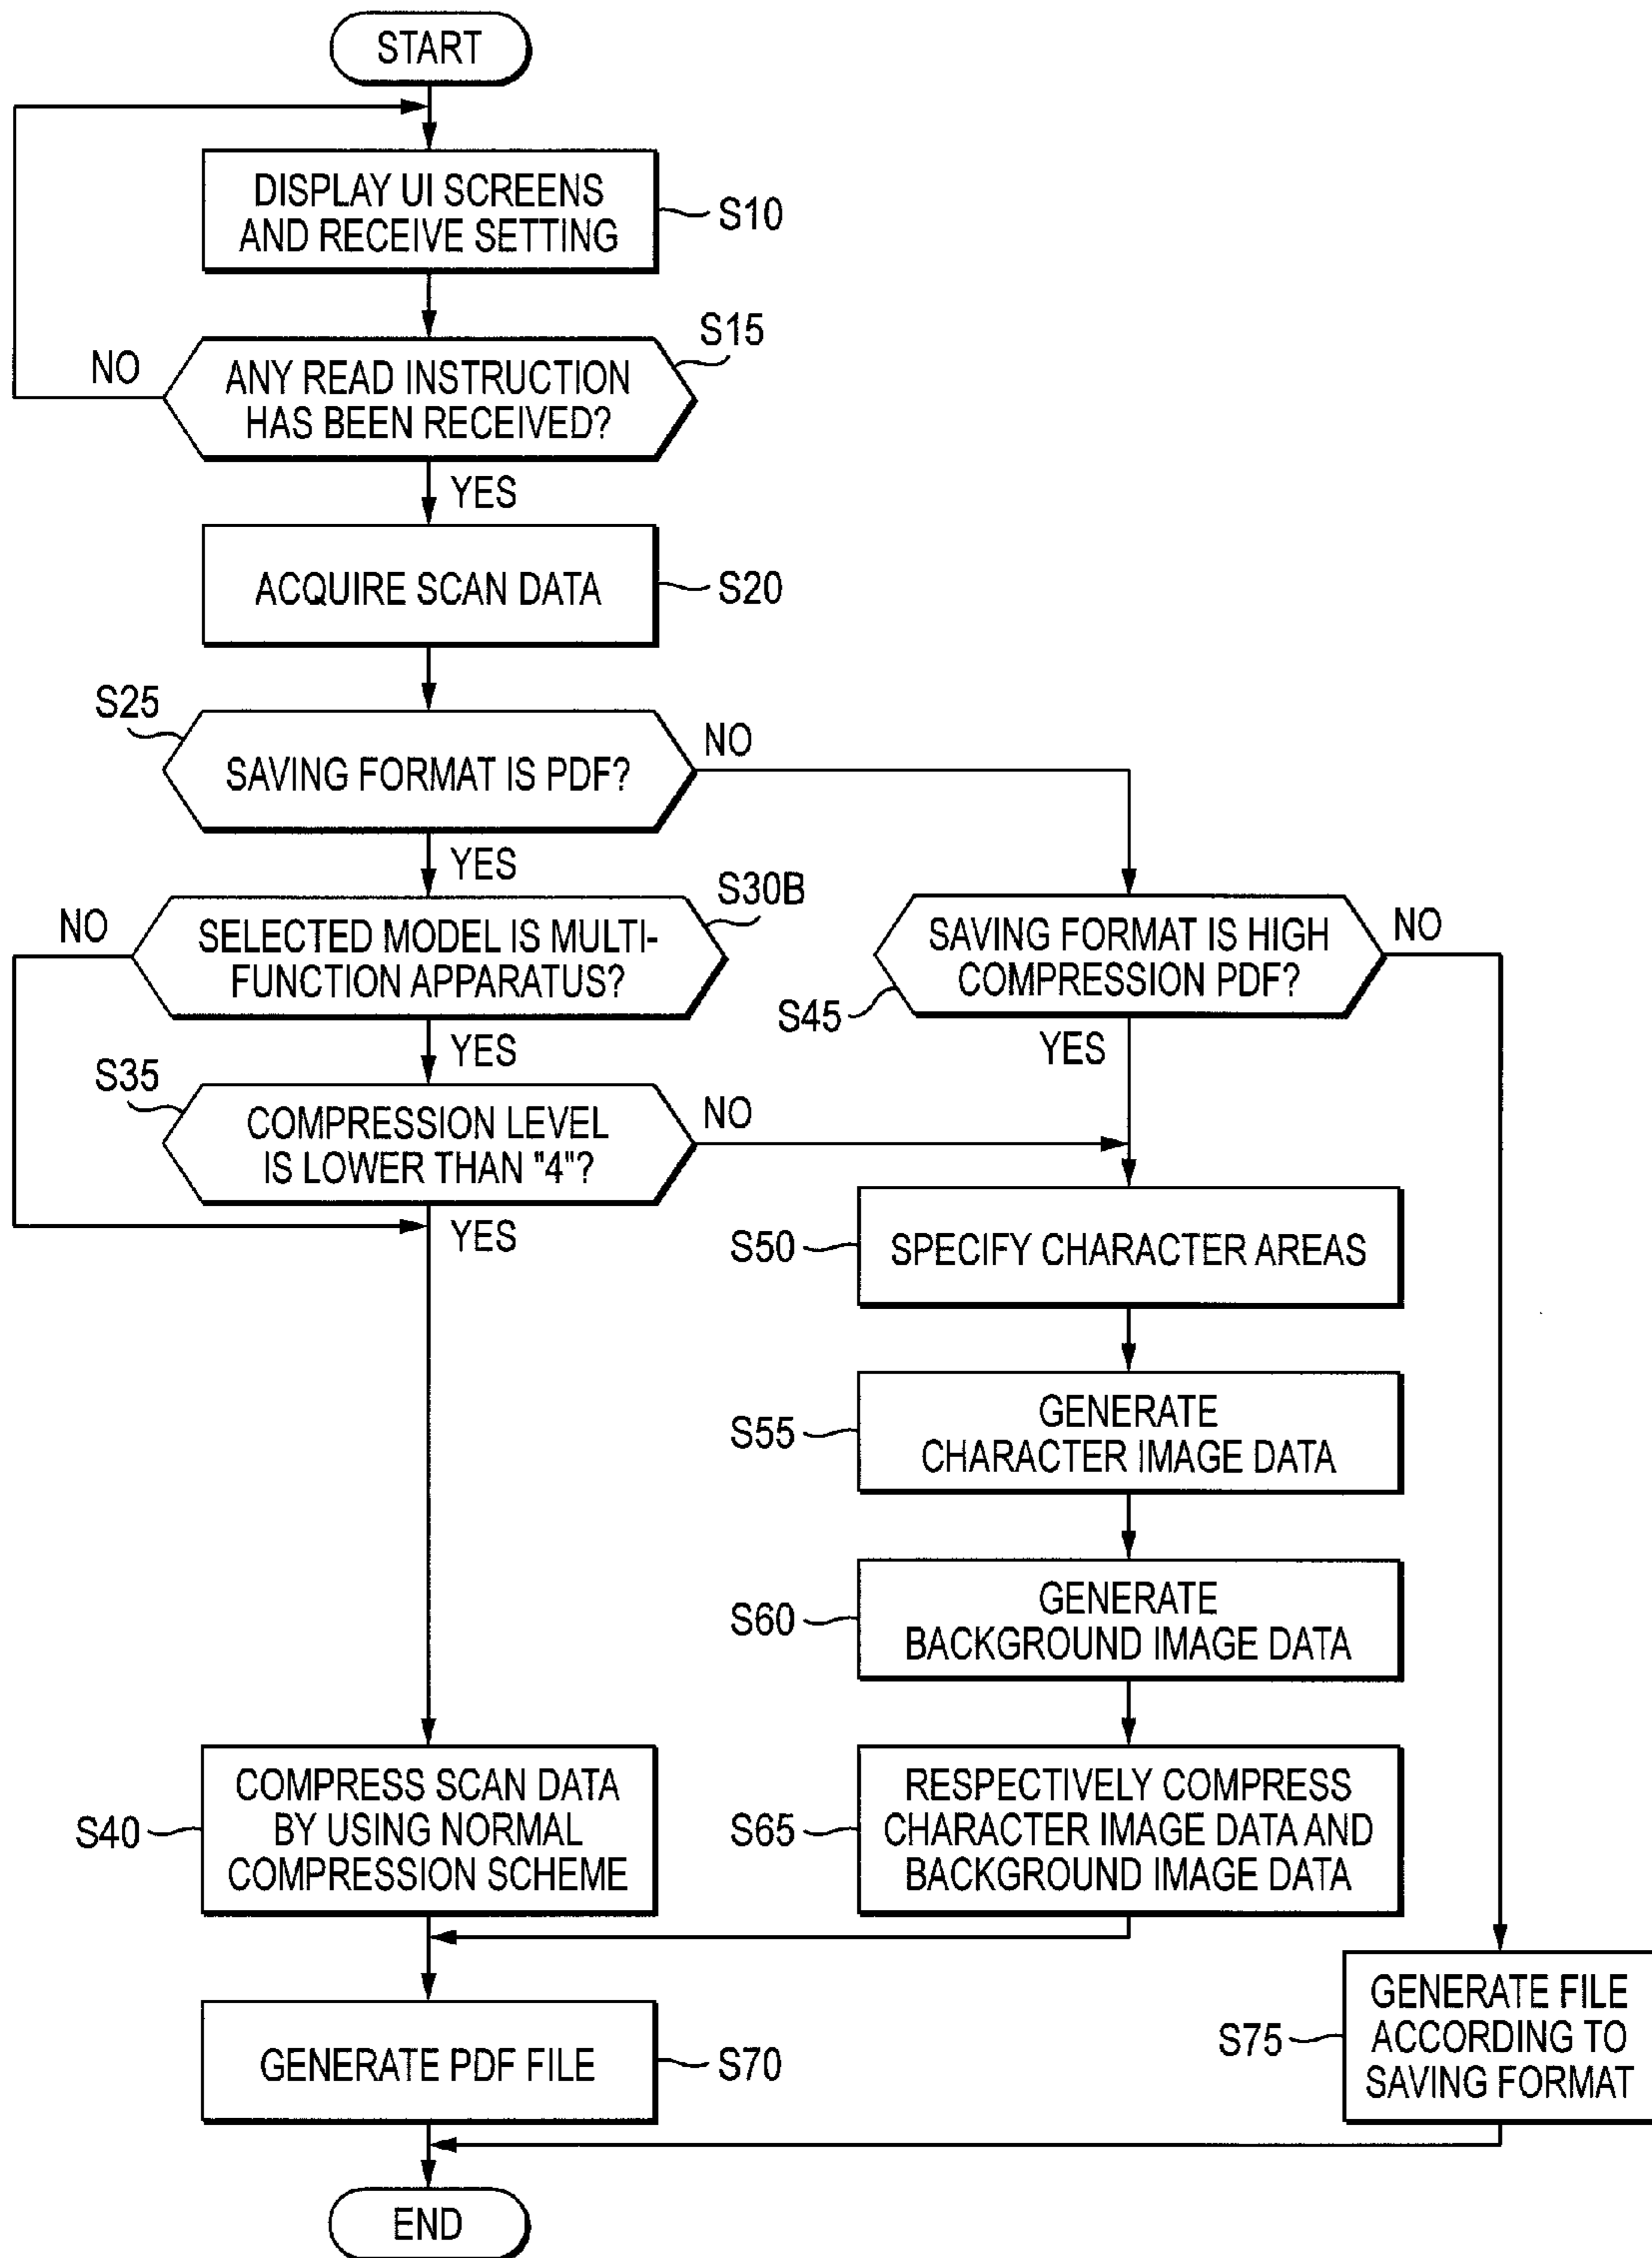 START
DISPLAY UI SCREENS
AND RECEIVE SETTING
S10
S15
NO
ANY READ INSTRUCTION
HAS BEEN RECEIVED?
YES
ACQUIRE SCAN DATA
S20
S25
SAVING FORMAT IS PDF?
NO
YES
S30B
NO
SELECTED MODEL IS MULTI-
FUNCTION APPARATUS?
YES
SAVING FORMAT IS HIGH
COMPRESSION PDF?
NO
S45
YES
S35
COMPRESSION LEVEL
IS LOWER THAN "4"?
NO
YES
S50
SPECIFY CHARACTER AREAS
S55
GENERATE
CHARACTER IMAGE DATA
S60
GENERATE
BACKGROUND IMAGE DATA
S40
COMPRESS SCAN DATA
BY USING NORMAL
COMPRESSION SCHEME
S65
RESPECTIVELY COMPRESS
CHARACTER IMAGE DATA AND
BACKGROUND IMAGE DATA
GENERATE PDF FILE
S70
S75
GENERATE FILE
ACCORDING TO
SAVING FORMAT
END